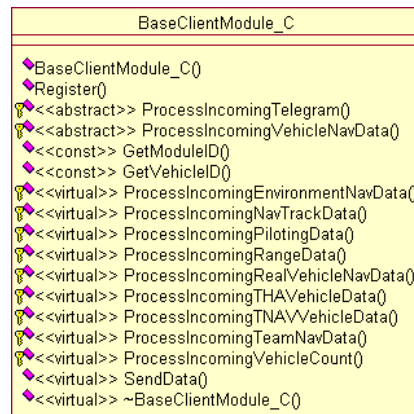 BaseClientModule_C
BaseClientModule_C()
Register()
<<abstract>> ProcessIncomingTelegram()
<<abstract>> ProcessIncomingVehicleNavData()
<<const>> GetModuleID()
<<const>> GetVehicleID()
<<virtual>> ProcessIncomingEnvironmentNavData()
<<virtual>> ProcessIncomingNavTrackData()
<<virtual>> ProcessIncomingPilotingData()
<<virtual>> ProcessIncomingRangeData()
<<virtual>> ProcessIncomingRealVehicleNavData()
<<virtual>> ProcessIncomingTHAVehicleData()
<<virtual>> ProcessIncomingTNAVVehicleData()
<<virtual>> ProcessIncomingTeamNavData()
<<virtual>> ProcessIncomingVehicleCount()
<<virtual>> SendData()
<<virtual>> ~BaseClientModule_C()